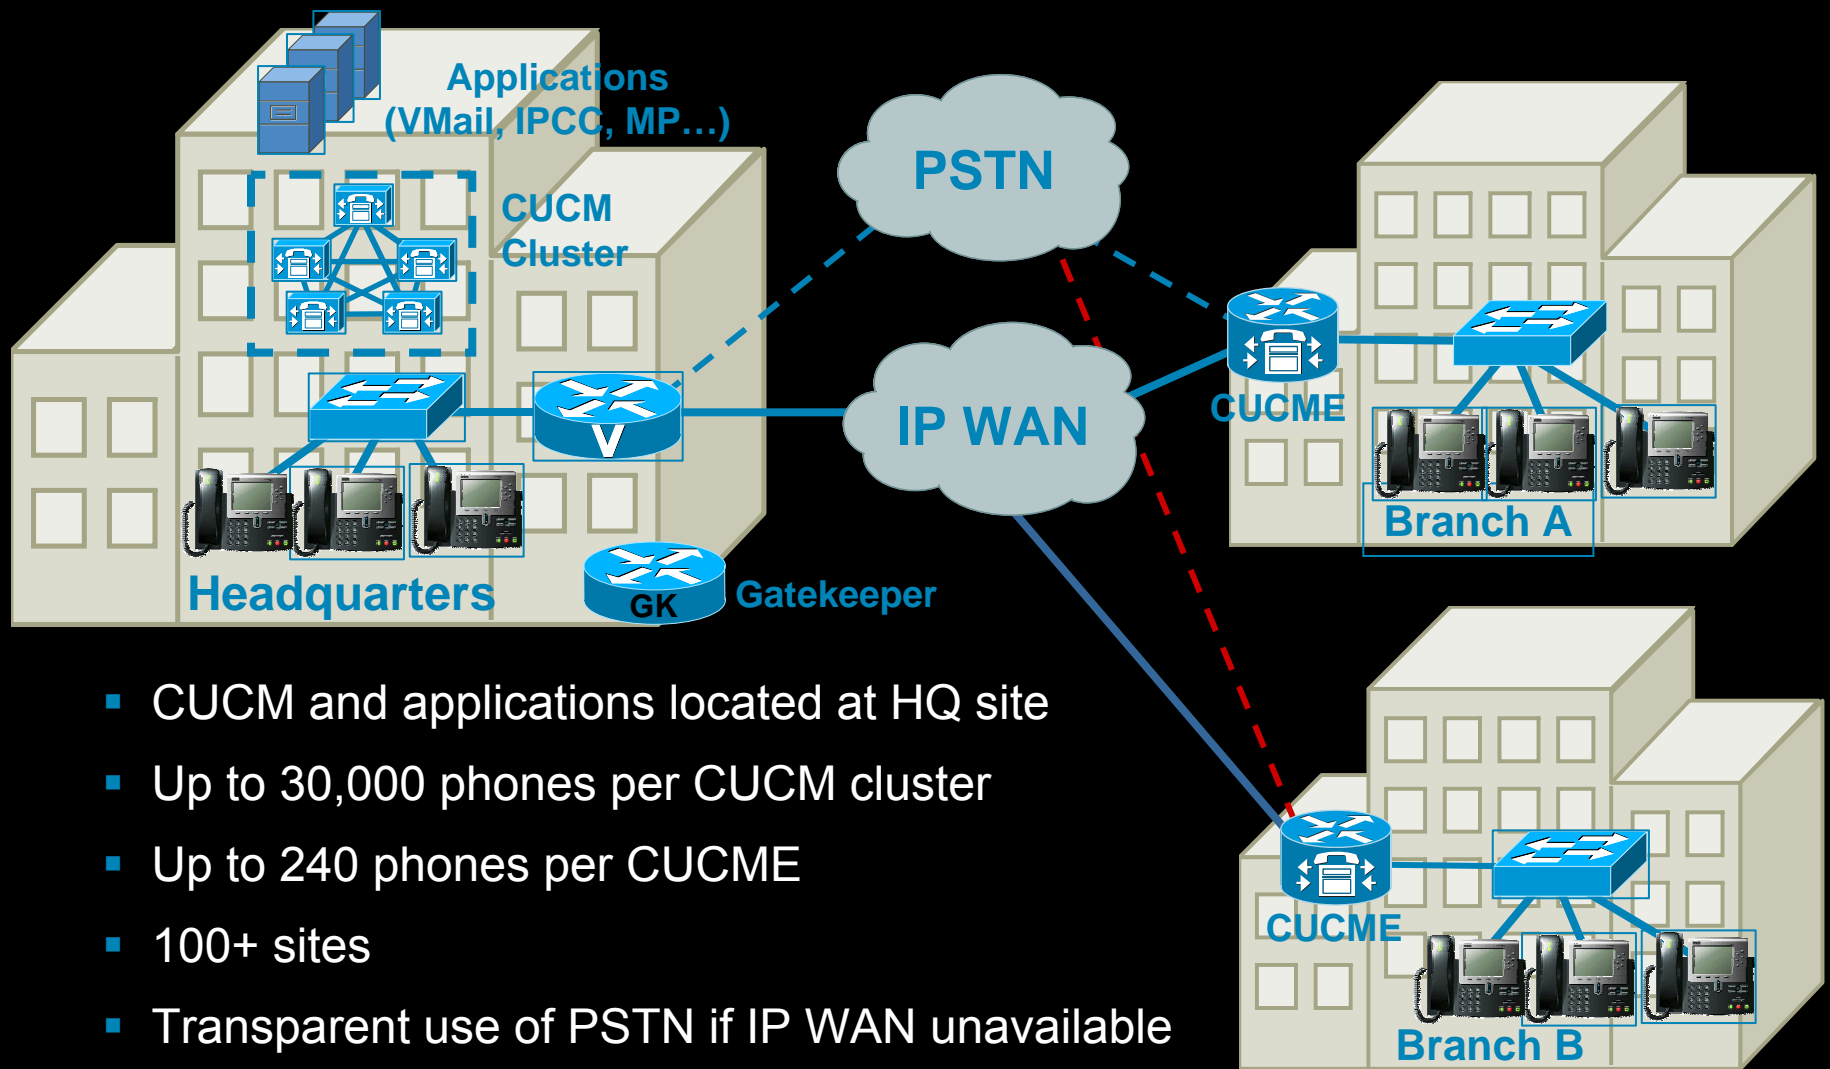 Applications
(VMail, IPCC, MP…)
CUCM
Cluster
PSTN
IP WAN
V
CUCME
Branch A
Headquarters
GK
Gatekeeper
CUCME
Branch B
CUCM and applications located at HQ site
Up to 30,000 phones per CUCM cluster
Up to 240 phones per CUCME
100+ sites
Transparent use of PSTN if IP WAN unavailable